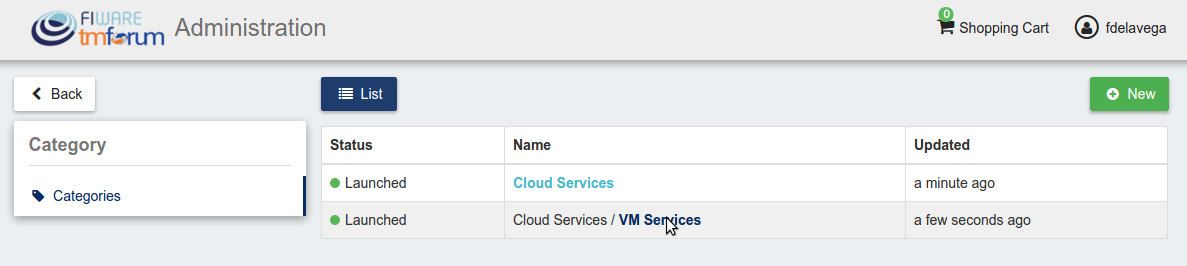 FIWARE
tmforum
Administration
0
Shopping Cart
fdelavega
Back
List
New
Category
Categories
Status Name Updated
Launched Cloud Services a minute ago
Launched Cloud Services / VM Services a few seconds ago